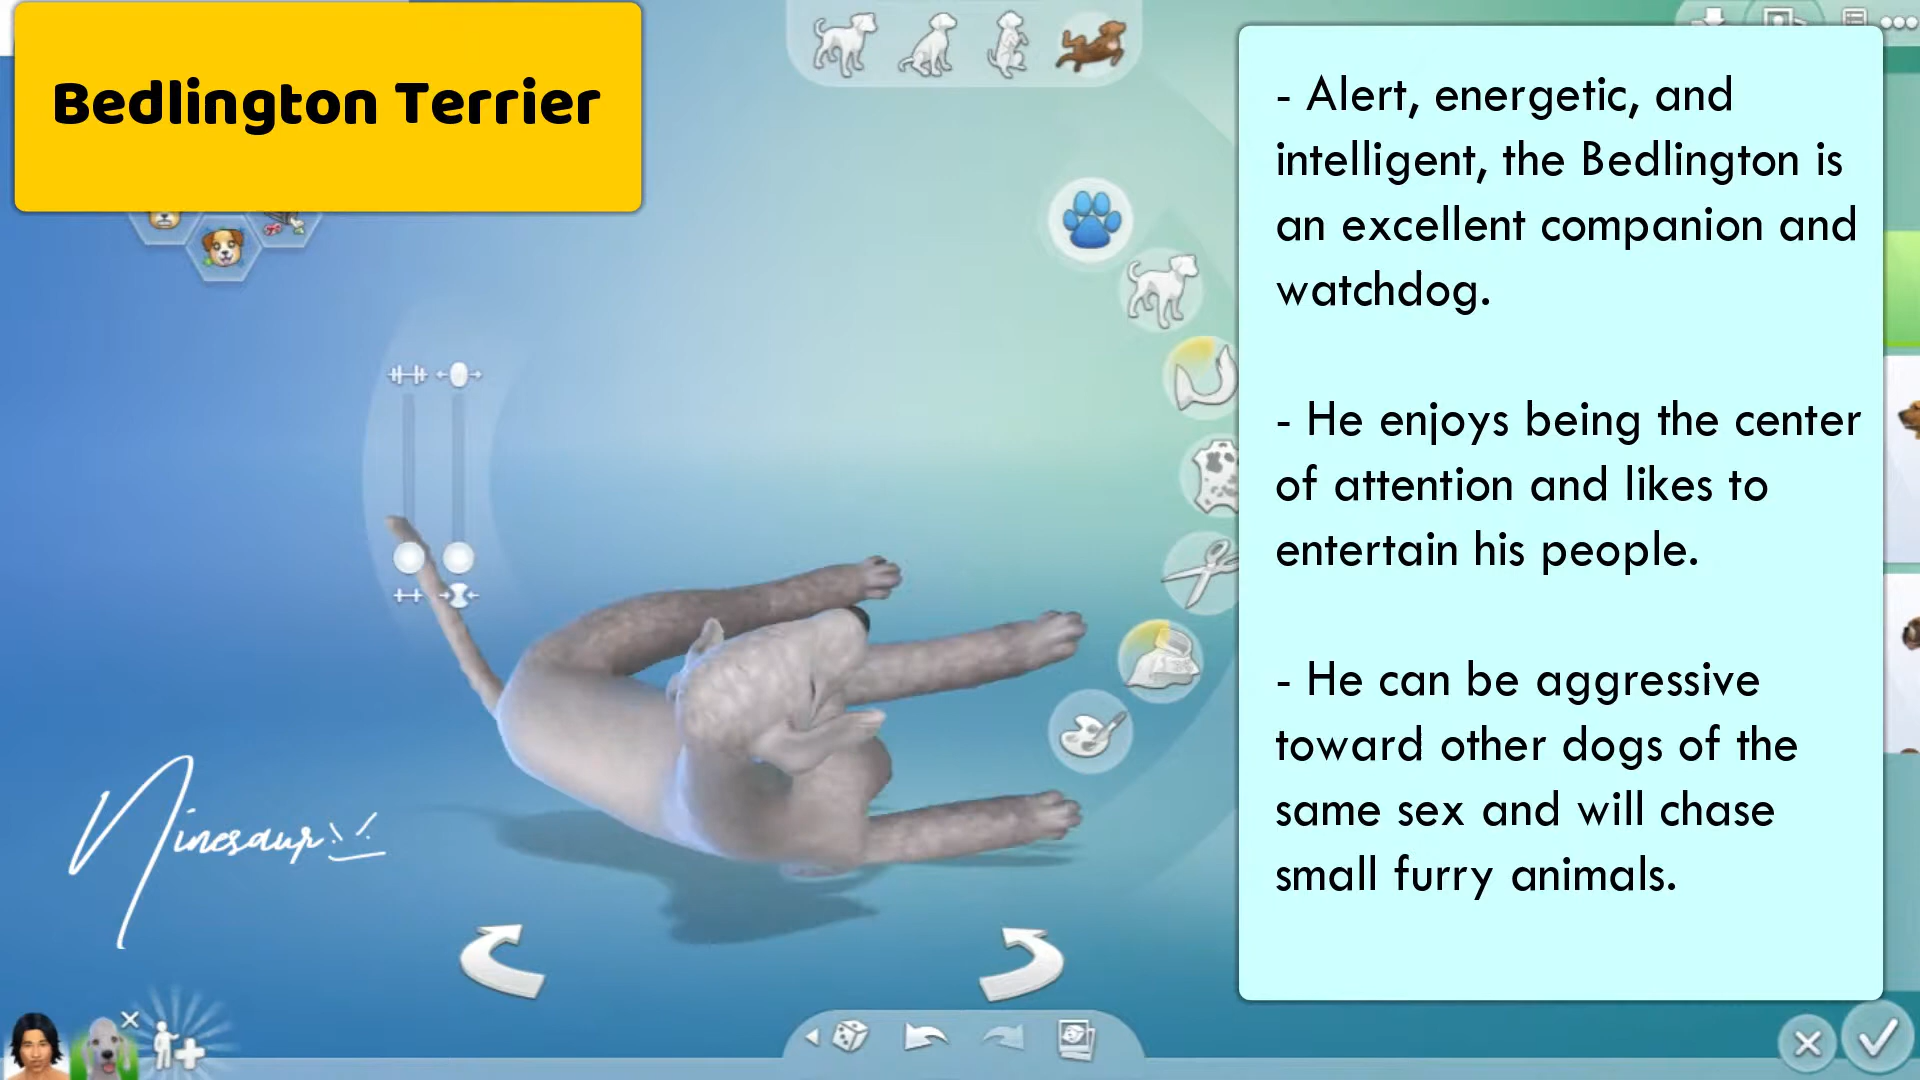 Bedlington Terrier
- Alert, energetic, and
intelligent, the Bedlington is
an excellent companion and
watchdog.
- He enjoys being the center
of attention and likes to
entertain his people.
- He can be aggressive
toward other dogs of the
same sex and will chase
small furry animals.
Ninesaur